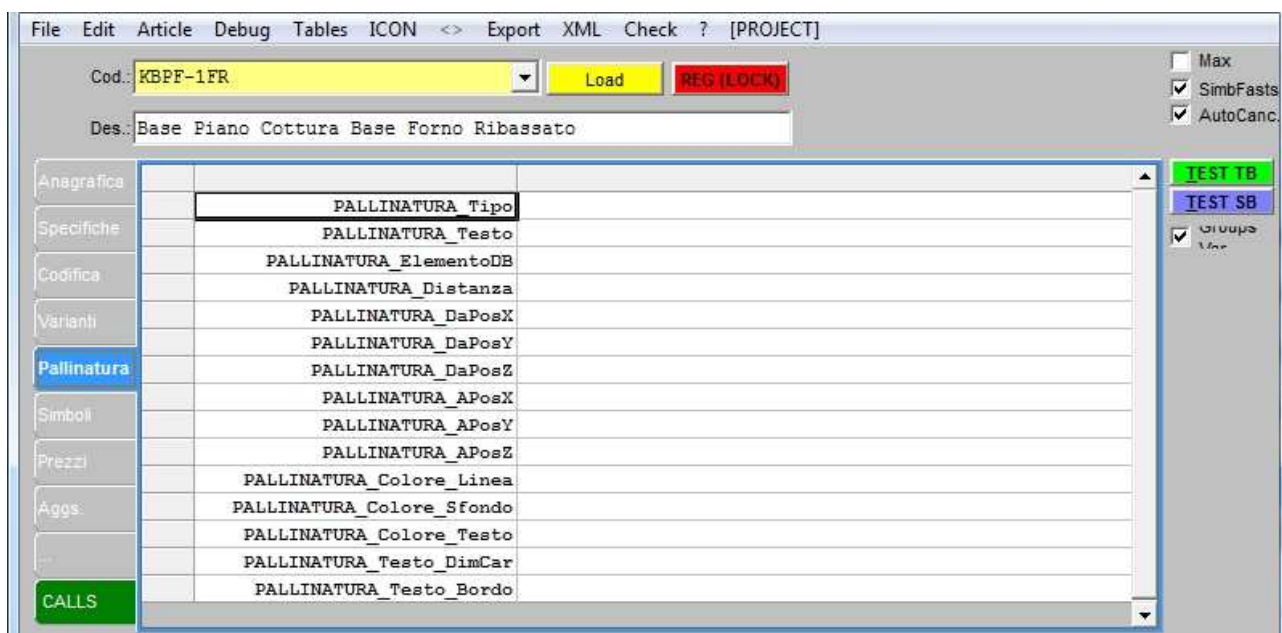 File Edit Article Debug Tables ICON <> Export XML Check ? [PROJECT]
Cod.: KBPF-1FR
Load
REG (LOCK)
Max
SimbFasts
AutoCanc.
Des.: Base Piano Cottura Base Forno Ribassato
TEST TB
TEST SB
Groups
Anagrafica
Specifiche
Codifica
Varianti
Pallinatura
Simboli
Prezzi
Aggs.
...
CALLS
PALLINATURA_Tipo
PALLINATURA_Testo
PALLINATURA_ElementoDB
PALLINATURA_Distanza
PALLINATURA_DaPosX
PALLINATURA_DaPosY
PALLINATURA_DaPosZ
PALLINATURA_APosX
PALLINATURA_APosY
PALLINATURA_APosZ
PALLINATURA_Colore_Linea
PALLINATURA_Colore_Sfondo
PALLINATURA_Colore_Testo
PALLINATURA_Testo_DimCar
PALLINATURA_Testo_Bordo